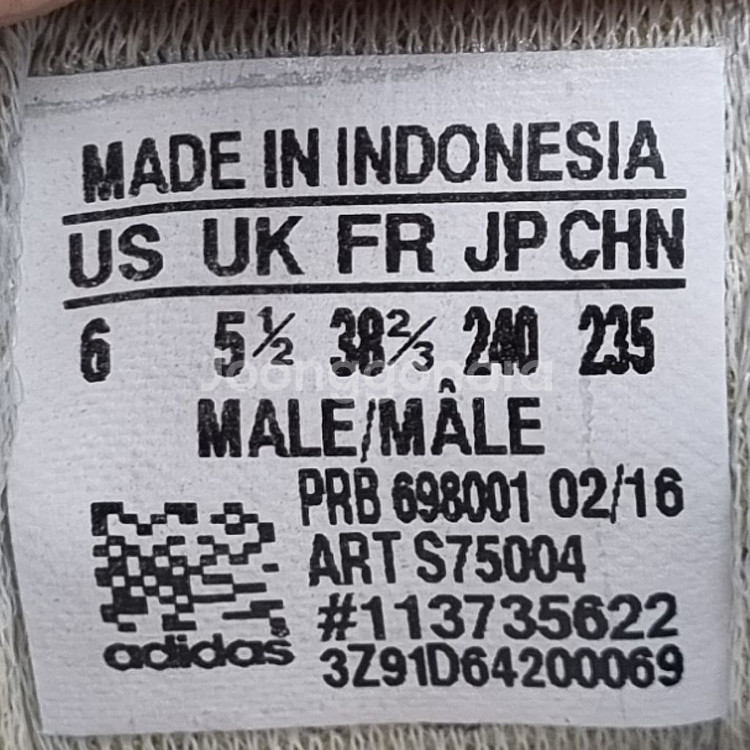 MADE IN INDONESIA
US UK FR JP CHN
6 5½ 38⅔ 240 235
Joonggonara
MALE/MÂLE
PRB 698001 02/16
ART S75004
#113735622
adidas 3Z91D64200069